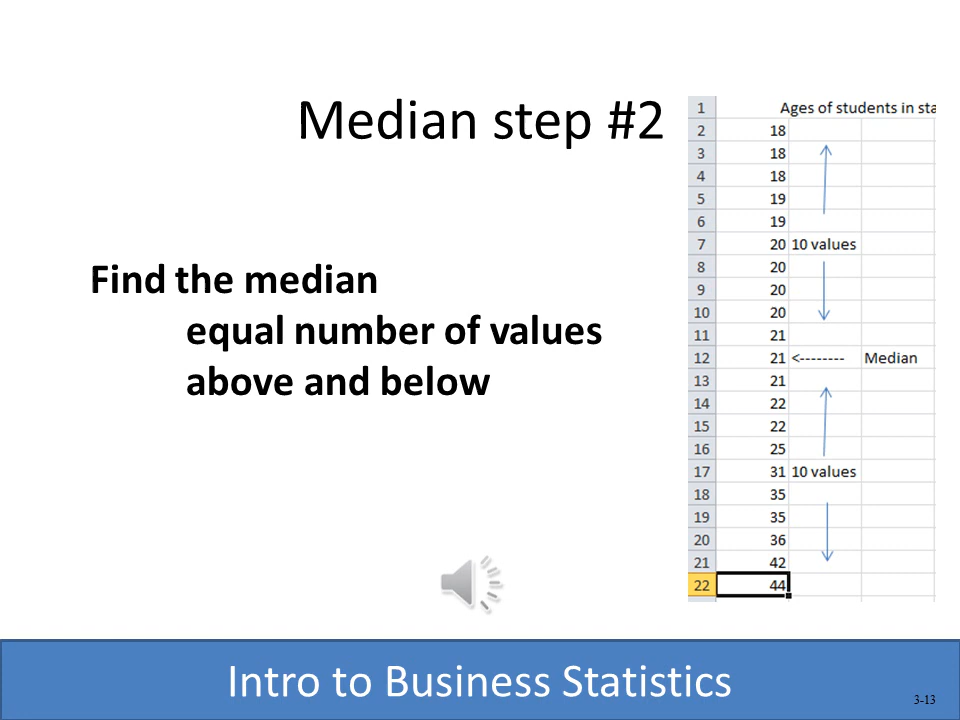 Median step #2
Find the median
equal number of values
above and below
1 Ages of students in sta
2 18
3 18
4 18
5 19
6 19
7 20 10 values
8 20
9 20
10 20
11 21
12 21 <-------- Median
13 21
14 22
15 22
16 25
17 31 10 values
18 35
19 35
20 36
21 42
22 44
Intro to Business Statistics
3-13